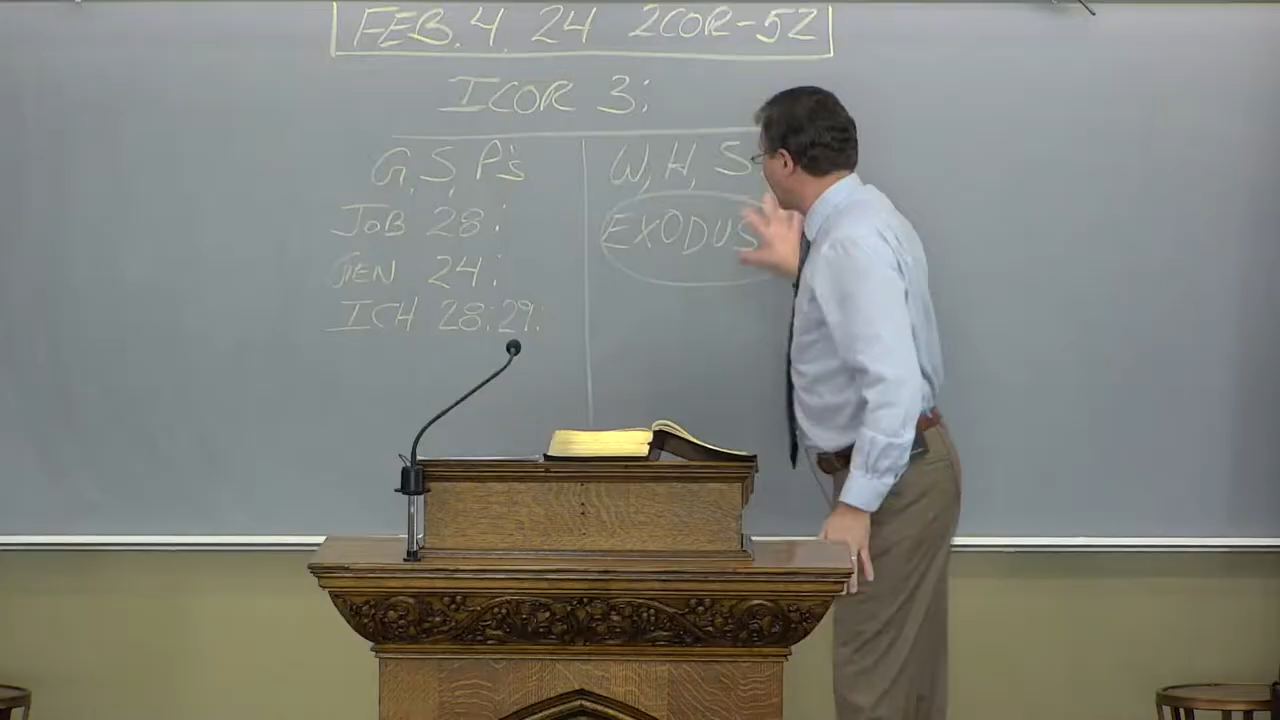 FEB. 4 24 2COR-52
ICOR 3:
G, S, P's
JOB 28:
GEN 24:
ICH 28:29:
W, H, S
EXODUS